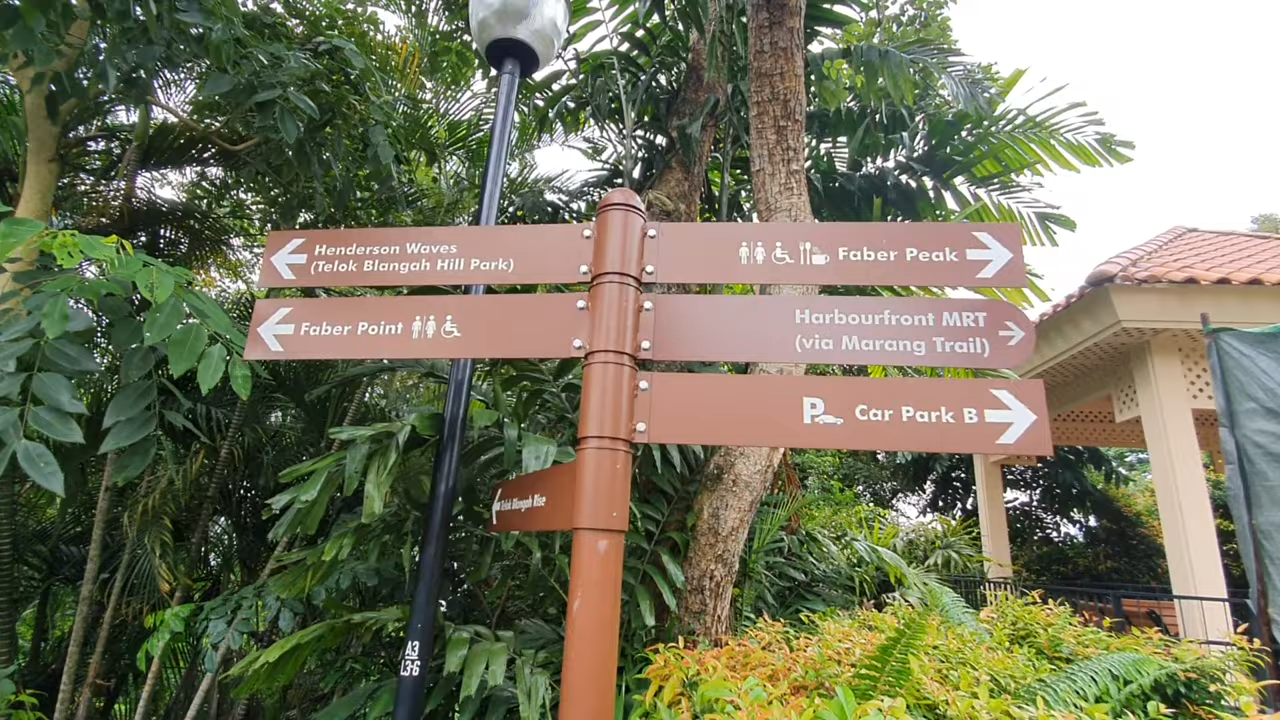 Henderson Waves
(Telok Blangah Hill Park)
Faber Point
Faber Peak
Harbourfront MRT
(via Marang Trail)
P Car Park B
Telok Blangah Rise
A3
L3-6